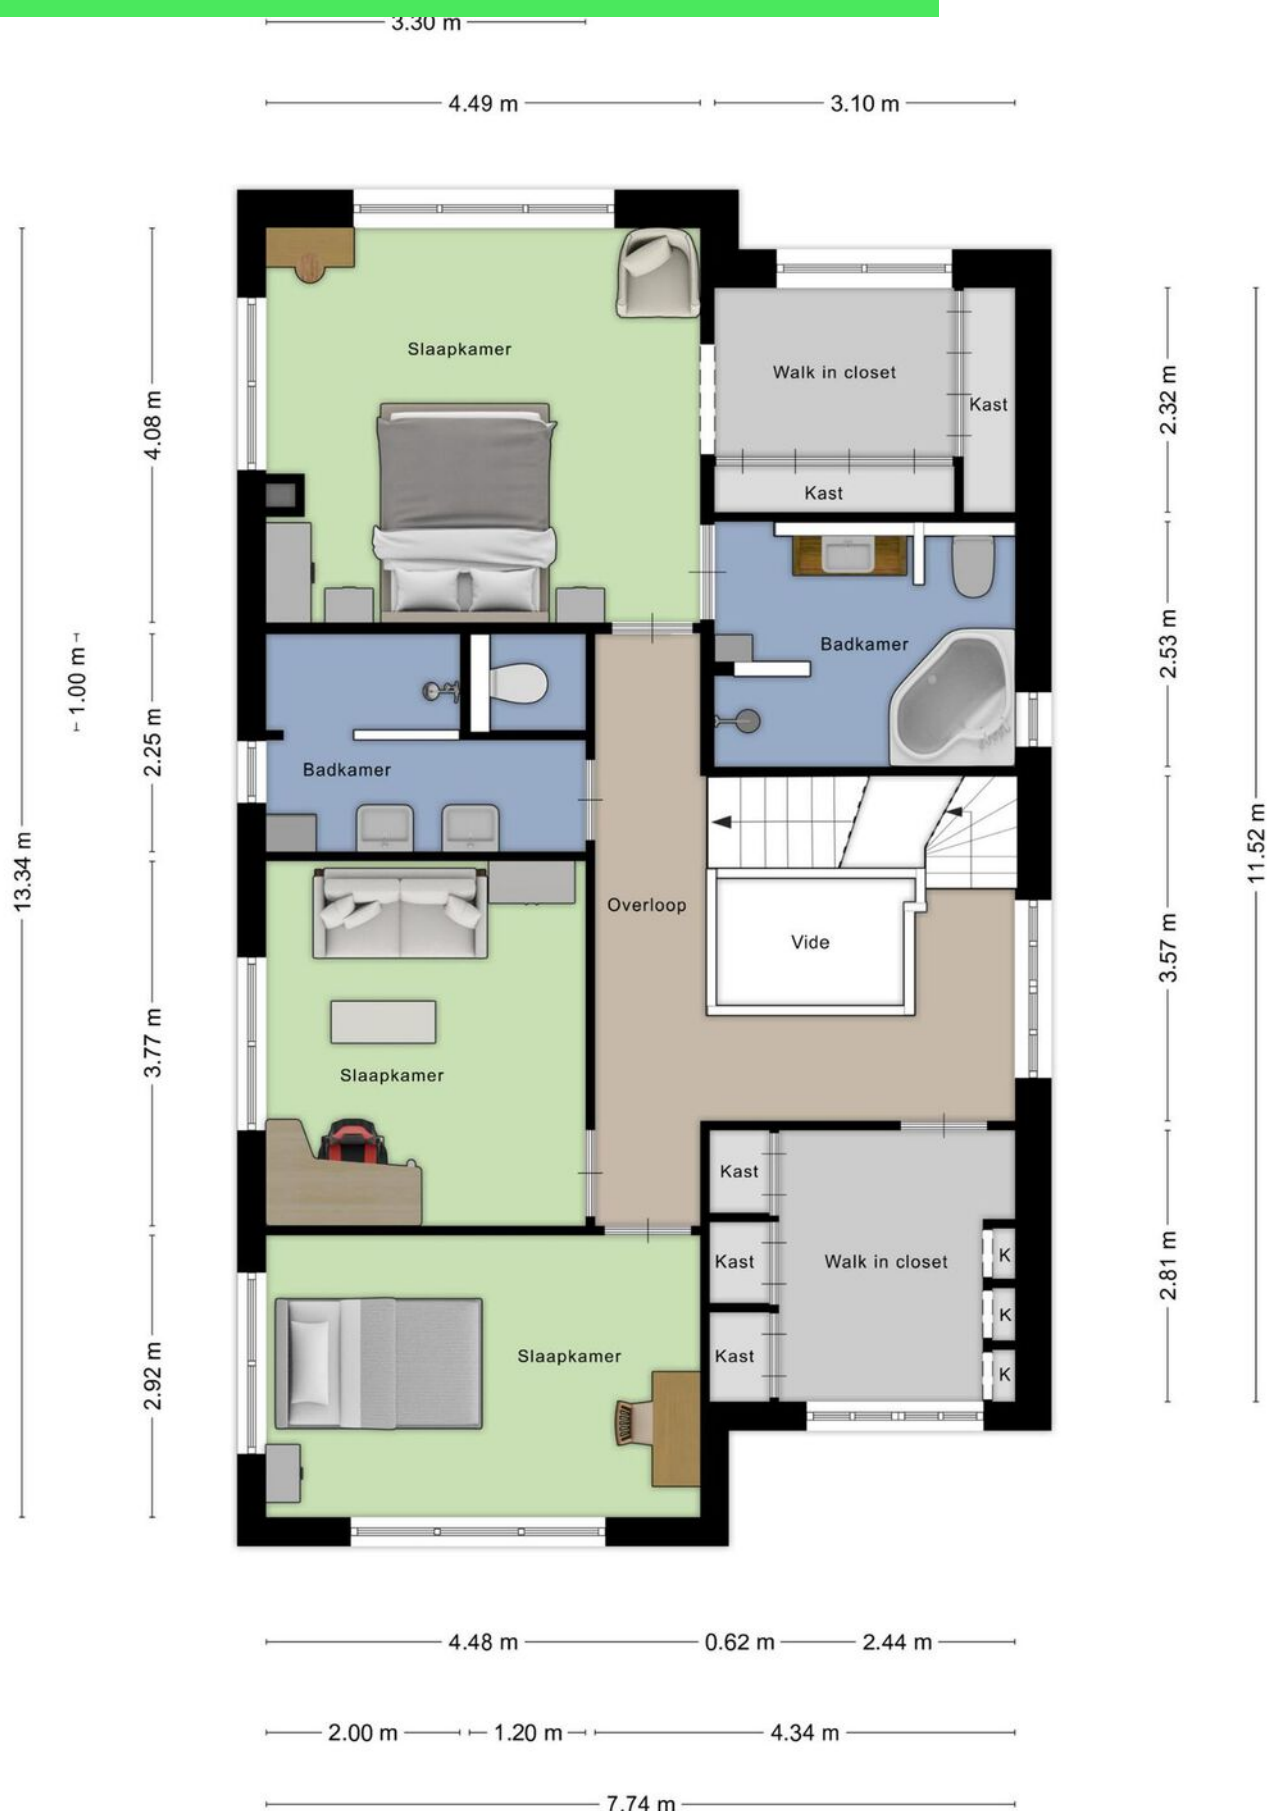 3.30 m
4.49 m
3.10 m
Slaapkamer
Walk in closet
Kast
Kast
4.08 m
2.32 m
1.00 m
2.25 m
Badkamer
Badkamer
2.53 m
13.34 m
11.52 m
Overloop
Vide
3.57 m
3.77 m
Slaapkamer
Kast
Kast
Walk in closet
K
K
Kast
Slaapkamer
K
2.81 m
2.92 m
4.48 m
0.62 m
2.44 m
2.00 m
1.20 m
4.34 m
7.74 m